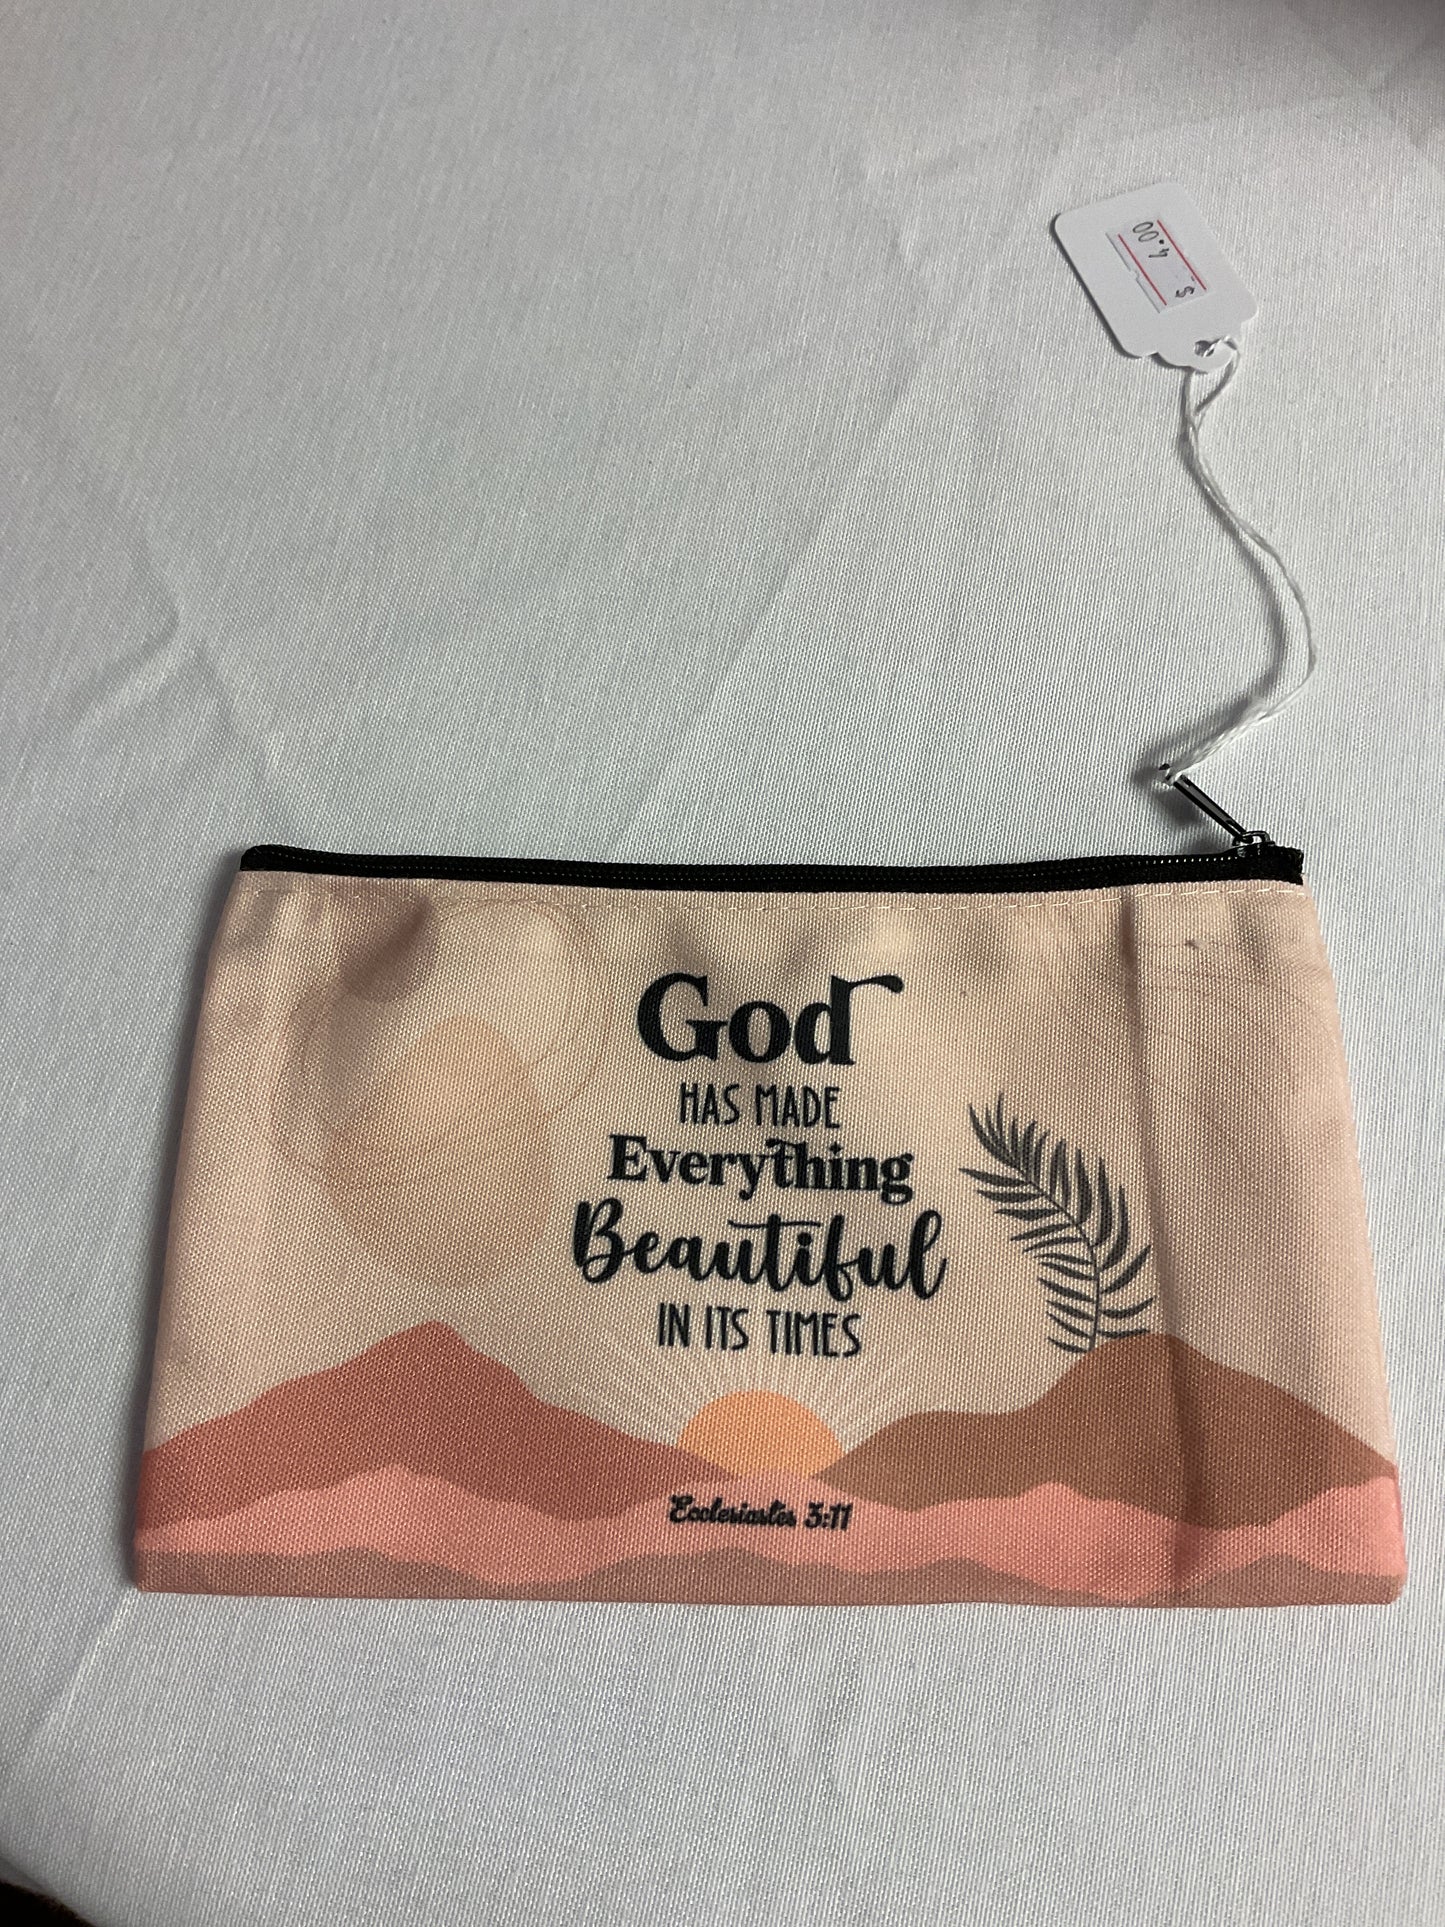 $ 4.00
God
HAS MADE
Everything
Beautiful
IN ITS TIMES
Ecclesiastes 3:11